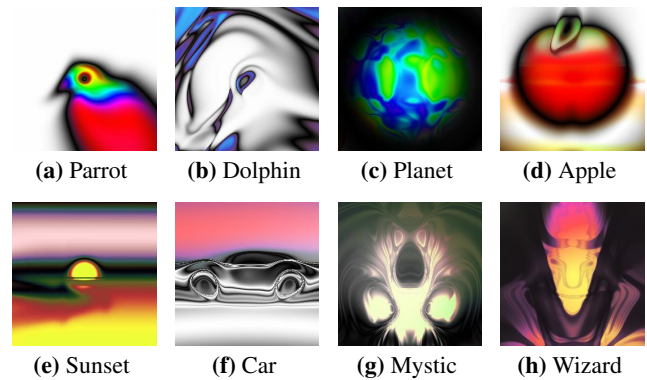 (a) Parrot
(b) Dolphin
(c) Planet
(d) Apple
(e) Sunset
(f) Car
(g) Mystic
(h) Wizard